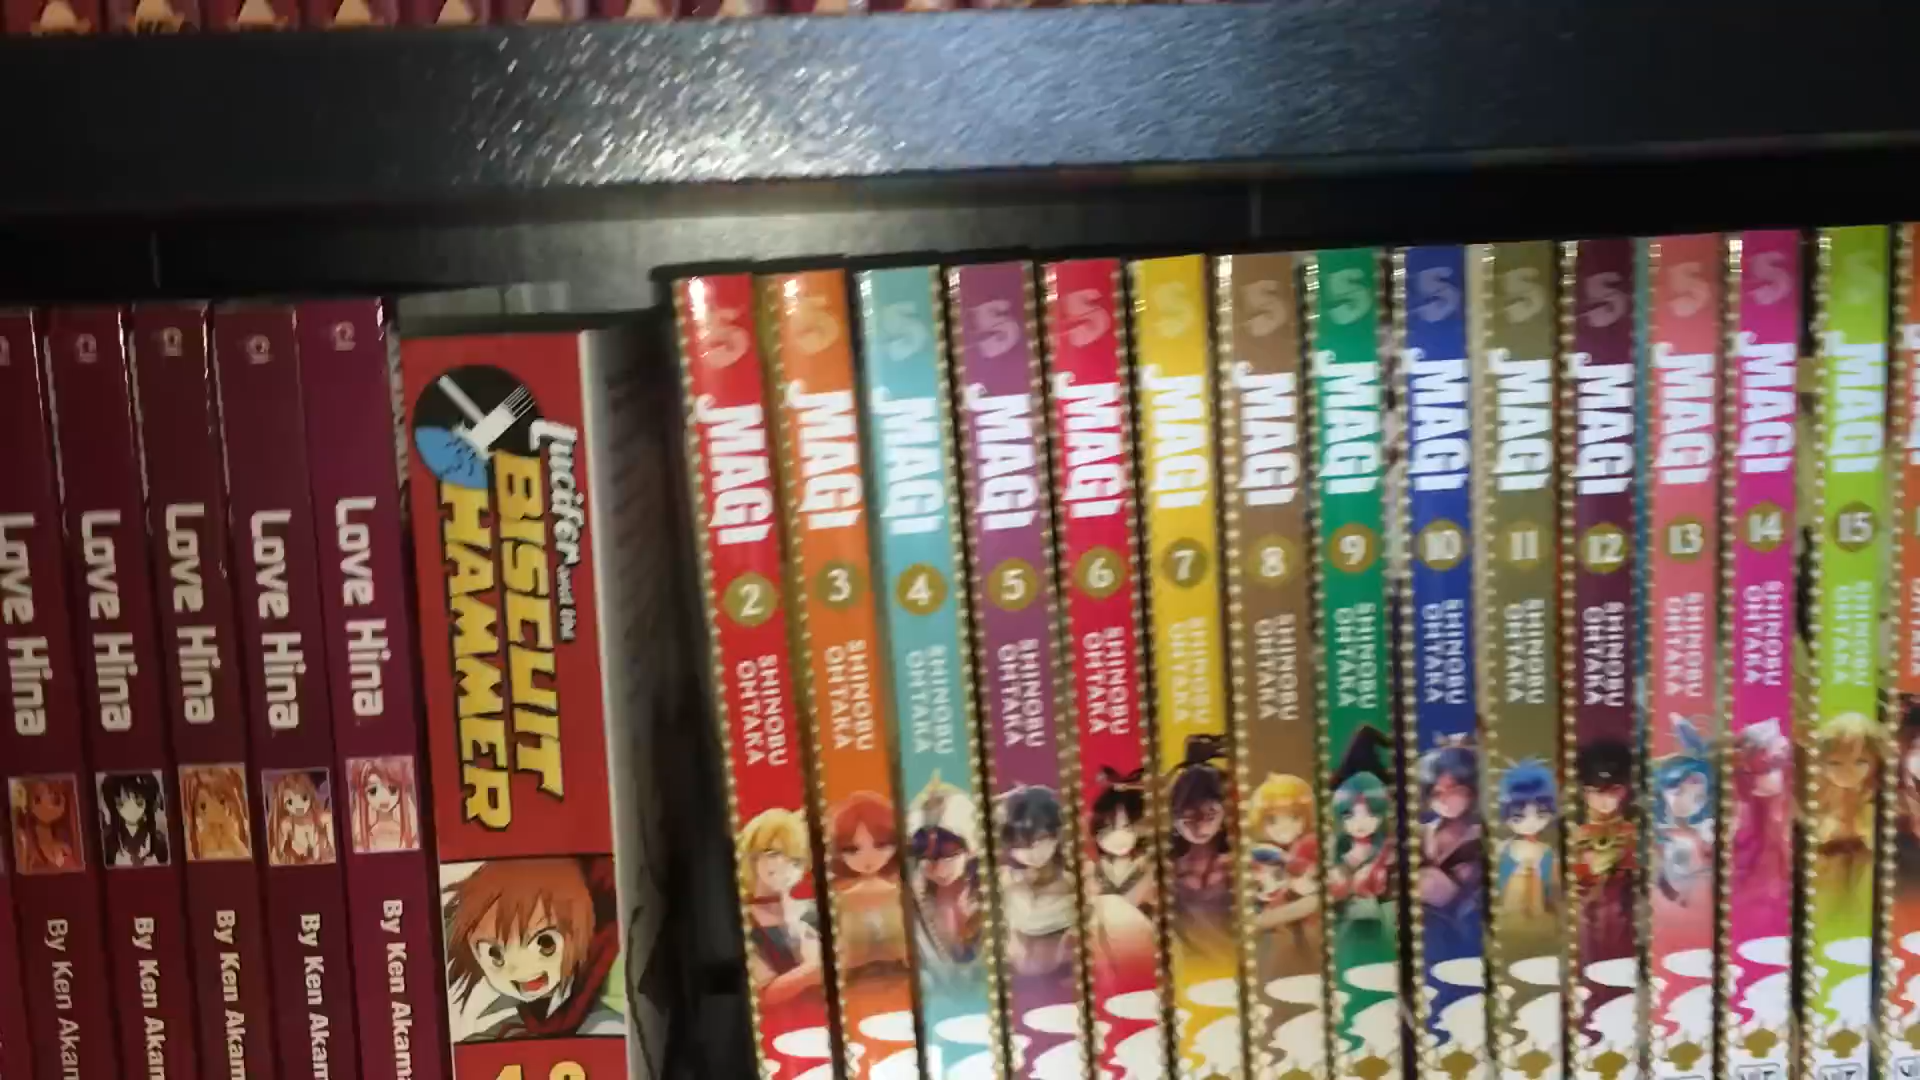 Love Hina
By Ken Akam
Love Hina
By Ken Akam
Love Hina
By Ken Akam
Love Hina
By Ken Akam
Love Hina
By Ken Akama
Lucifer and the
BISCUIT
HAMMER
MAGI
2
SHINOBU
OHTAKA
MAGI
3
SHINOBU
OHTAKA
MAGI
4
SHINOBU
OHTAKA
MAGI
5
SHINOBU
OHTAKA
MAGI
6
SHINOBU
OHTAKA
MAGI
7
SHINOBU
OHTAKA
MAGI
8
SHINOBU
OHTAKA
MAGI
9
SHINOBU
OHTAKA
MAGI
10
SHINOBU
OHTAKA
MAGI
11
SHINOBU
OHTAKA
MAGI
12
SHINOBU
OHTAKA
MAGI
13
SHINOBU
OHTAKA
MAGI
14
SHINOBU
OHTAKA
MAGI
15
SHINOBU
OHTAKA